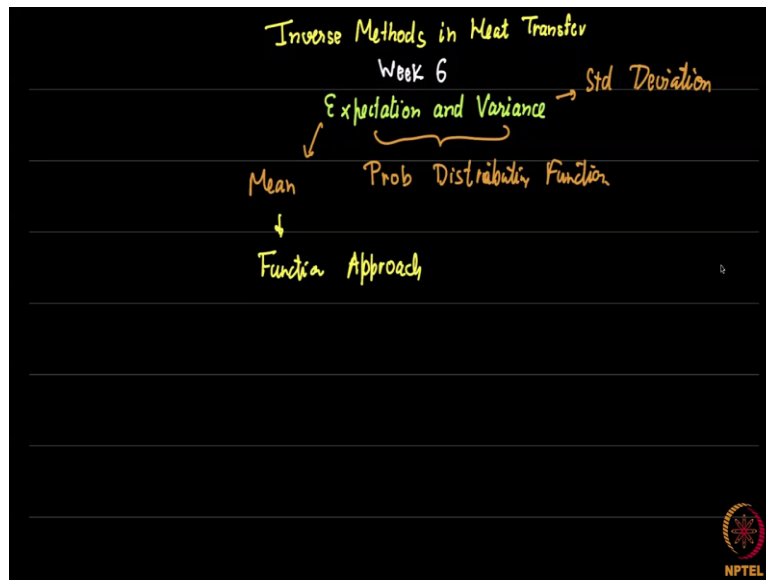 Inverse Methods in Heat Transfer
Week 6
Expectation and Variance → Std Deviation
Mean Prob Distribution Function
Function Approach
NPTEL